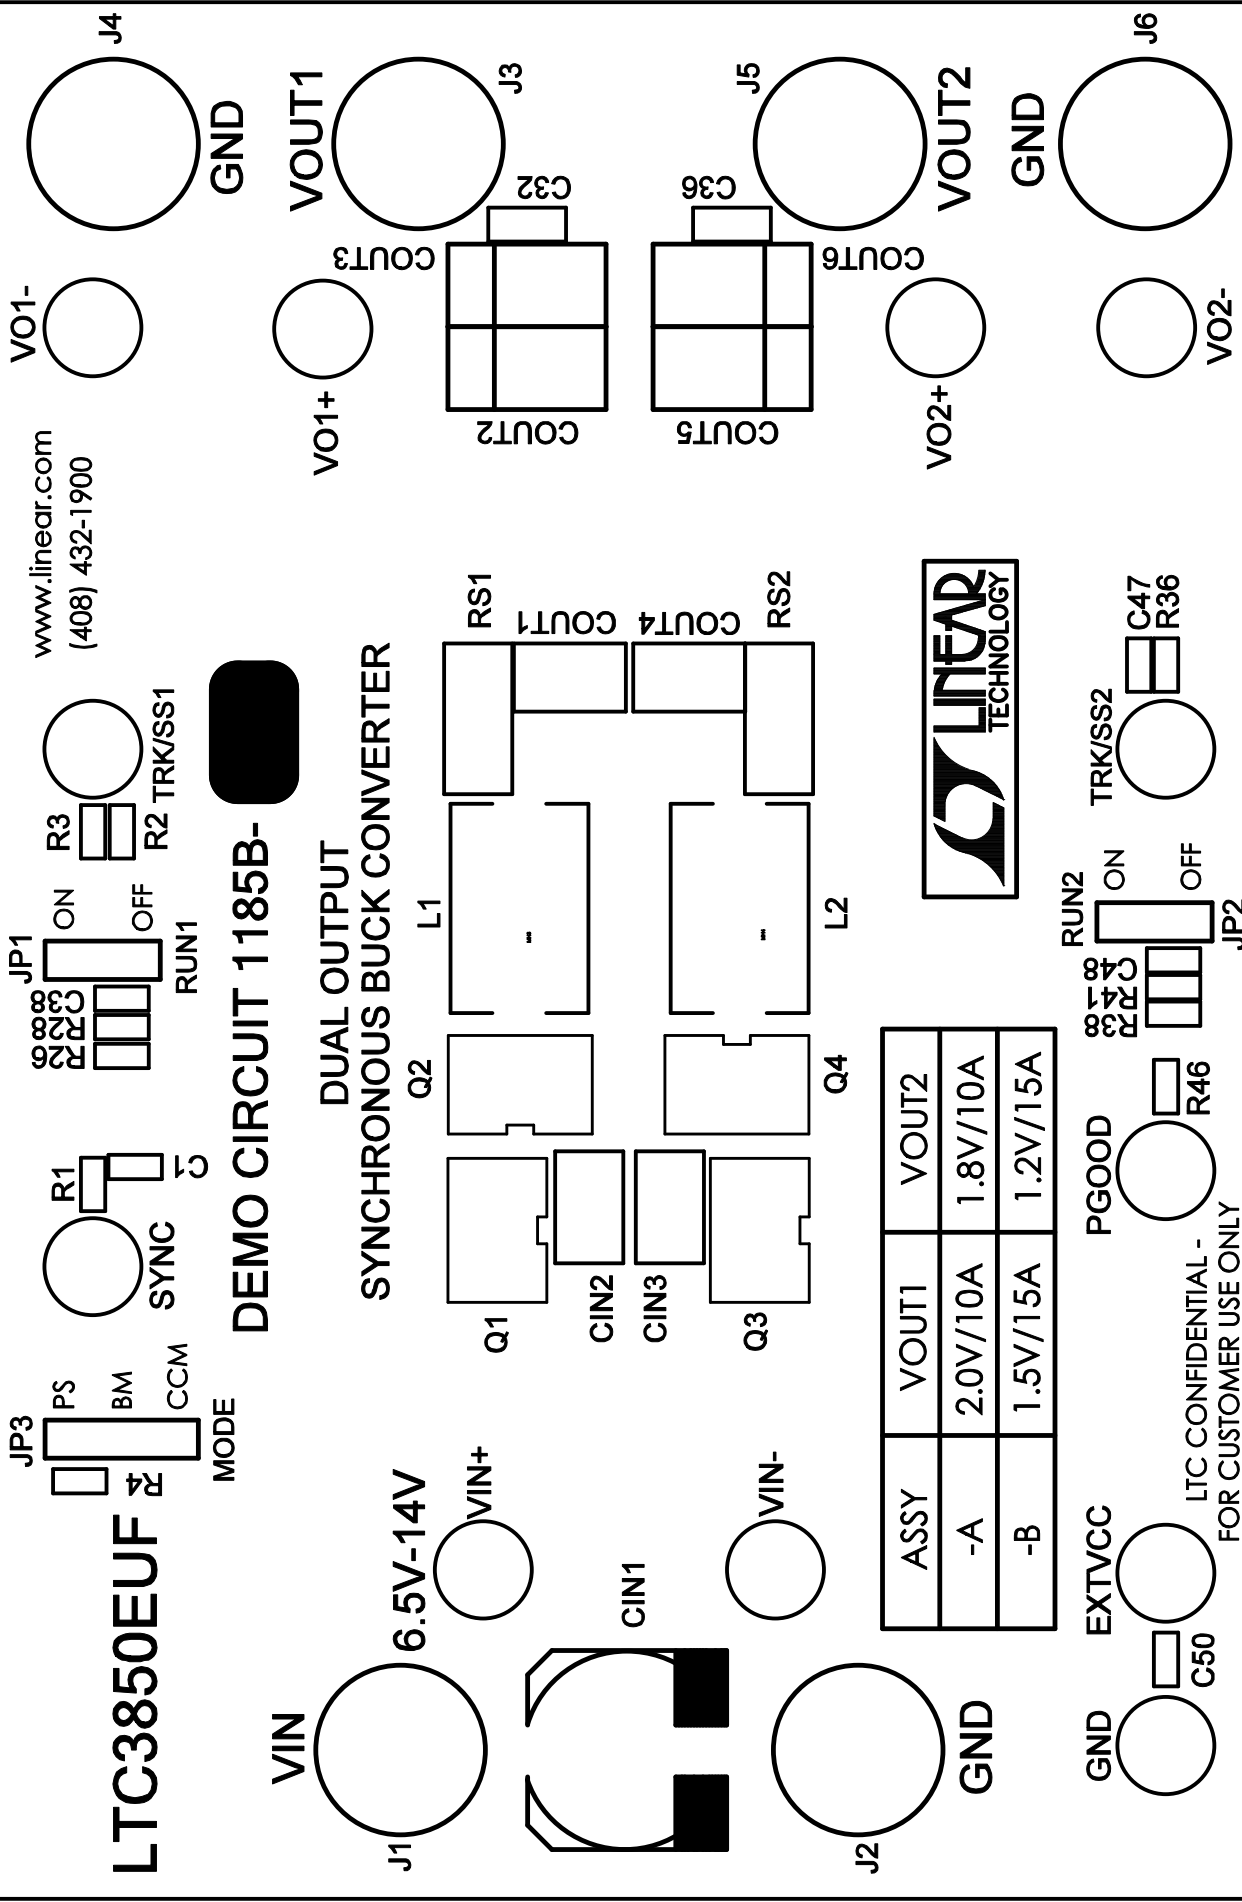 LTC3850EUF
JP3
PS
BM
CCM
MODE
R4
SYNC
R1
C1
R26
R28
C38
JP1
ON
OFF
RUN1
R3
R2
TRK/SS1
www.linear.com
(408) 432-1900
VO1-
J4
GND
DEMO CIRCUIT 1185B-
DUAL OUTPUT
SYNCHRONOUS BUCK CONVERTER
VIN
J1
6.5V-14V
VIN+
VIN-
CIN1
J2
GND
Q1
Q2
CIN2
CIN3
Q3
Q4
L1
L2
RS1
COUT1
COUT4
RS2
VO1+
COUT2
COUT3
C32
VOUT1
J3
COUT5
COUT6
C36
J5
VOUT2
VO2+
GND
J6
VO2-
ASSY VOUT1 VOUT2
-A 2.0V/10A 1.8V/10A
-B 1.5V/15A 1.2V/15A
LINEAR
TECHNOLOGY
GND
C50
EXTVCC
LTC CONFIDENTIAL -
FOR CUSTOMER USE ONLY
PGOOD
R46
R38
R41
C48
RUN2
ON
OFF
JP2
TRK/SS2
C47
R36